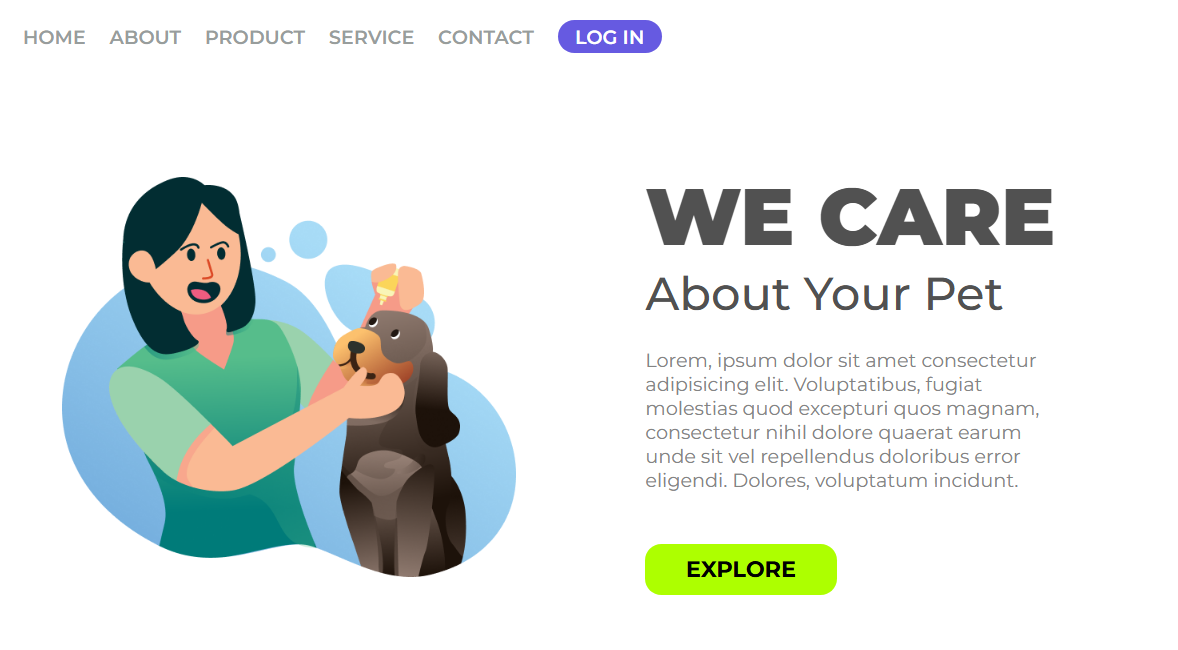 HOME ABOUT PRODUCT SERVICE CONTACT LOG IN
WE CARE
About Your Pet
Lorem, ipsum dolor sit amet consectetur
adipisicing elit. Voluptatibus, fugiat
molestias quod excepturi quos magnam,
consectetur nihil dolore quaerat earum
unde sit vel repellendus doloribus error
eligendi. Dolores, voluptatum incidunt.
EXPLORE